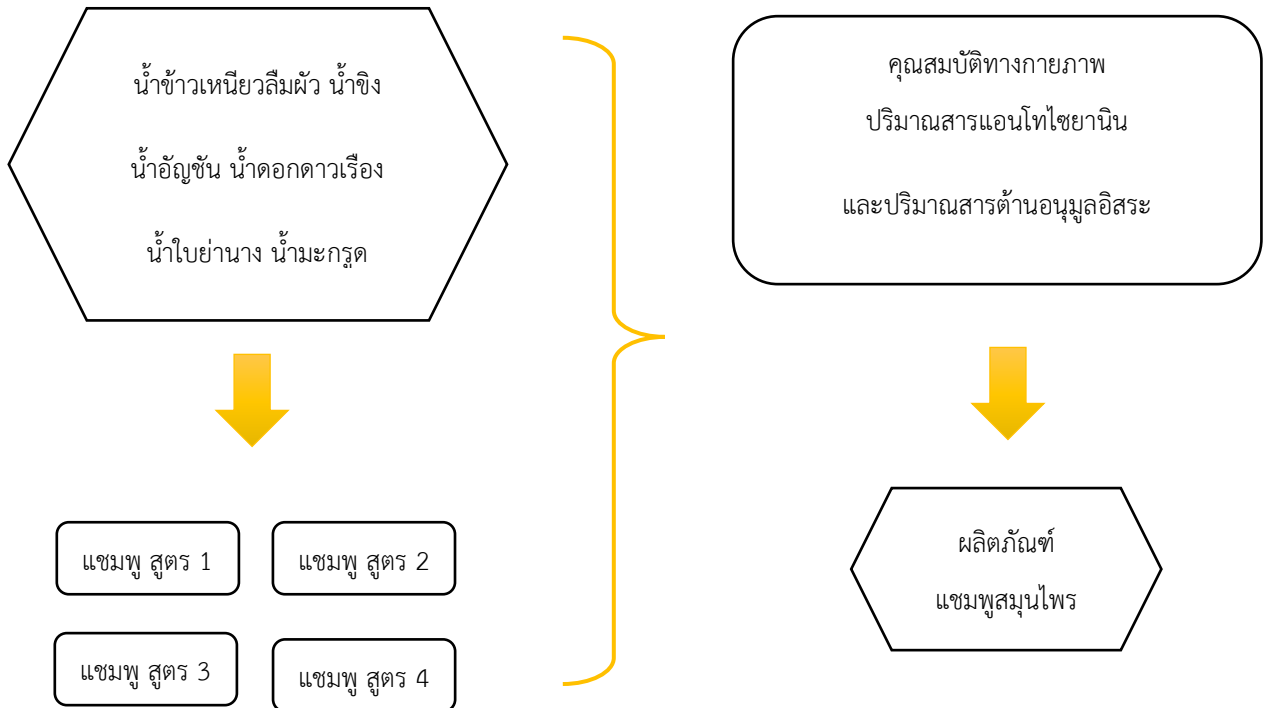 น้ำข้าวเหนียวลืมผัว น้ำขิง
น้ำอัญชัน น้ำดอกดาวเรือง
น้ำใบย่านาง น้ำมะกรูด
แชมพู สูตร 1
แชมพู สูตร 2
แชมพู สูตร 3
แชมพู สูตร 4
คุณสมบัติทางกายภาพ
ปริมาณสารแอนโทไซยานิน
และปริมาณสารต้านอนุมูลอิสระ
ผลิตภัณฑ์
แชมพูสมุนไพร